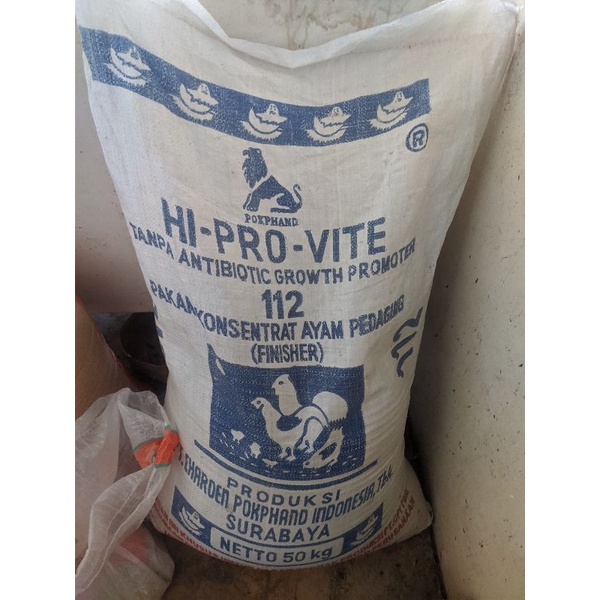 ®
POKPHAND
HI-PRO-VITE
TANPA ANTIBIOTIC GROWTH PROMOTER
112
PAKAN KONSENTRAT AYAM PEDAGING
(FINISHER)
PRODUKSI
CHAROEN POKPHAND INDONESIA, Tbk.
SURABAYA
NETTO 50 kg